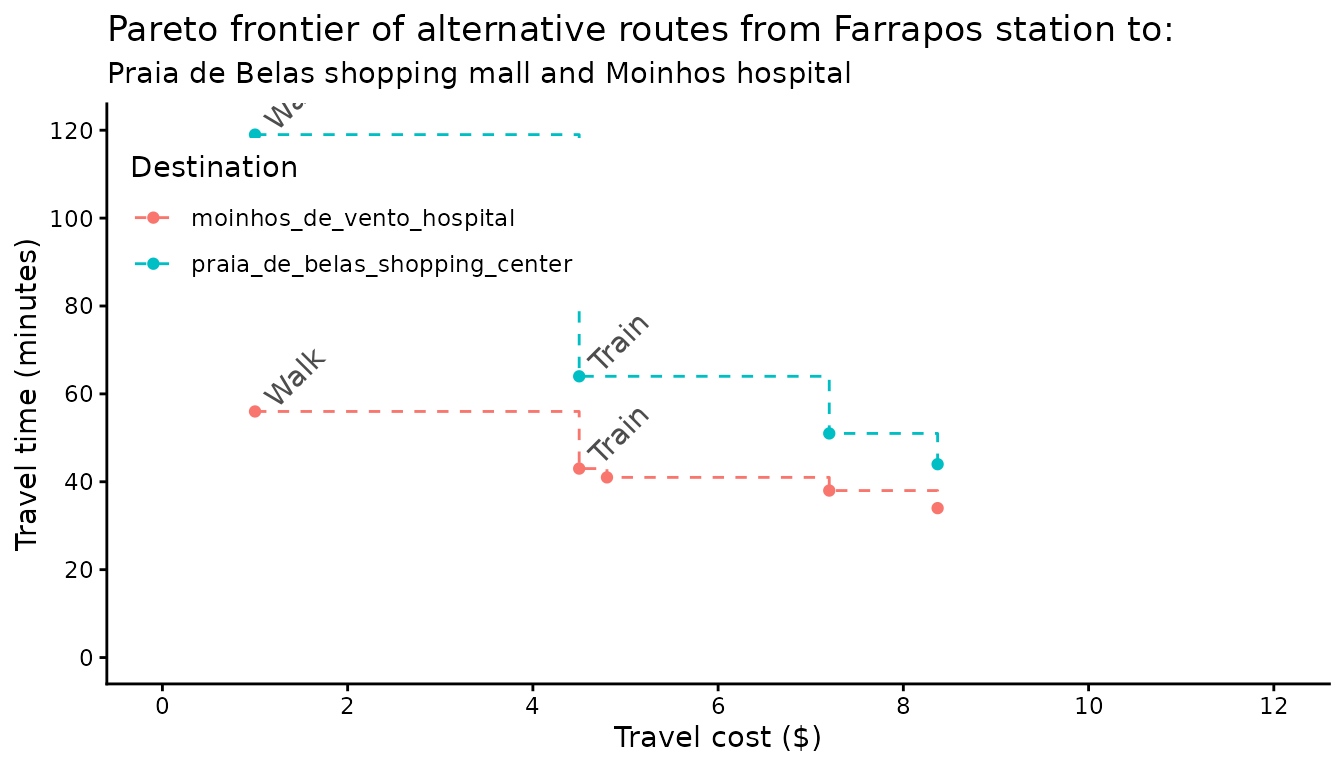 Pareto frontier of alternative routes from Farrapos station to:
Praia de Belas shopping mall and Moinhos hospital
120
100
80
60
40
20
0
Travel time (minutes)
Destination
moinhos_de_vento_hospital
praia_de_belas_shopping_center
Train
Walk
Train
0 2 4 6 8 10 12
Travel cost ($)